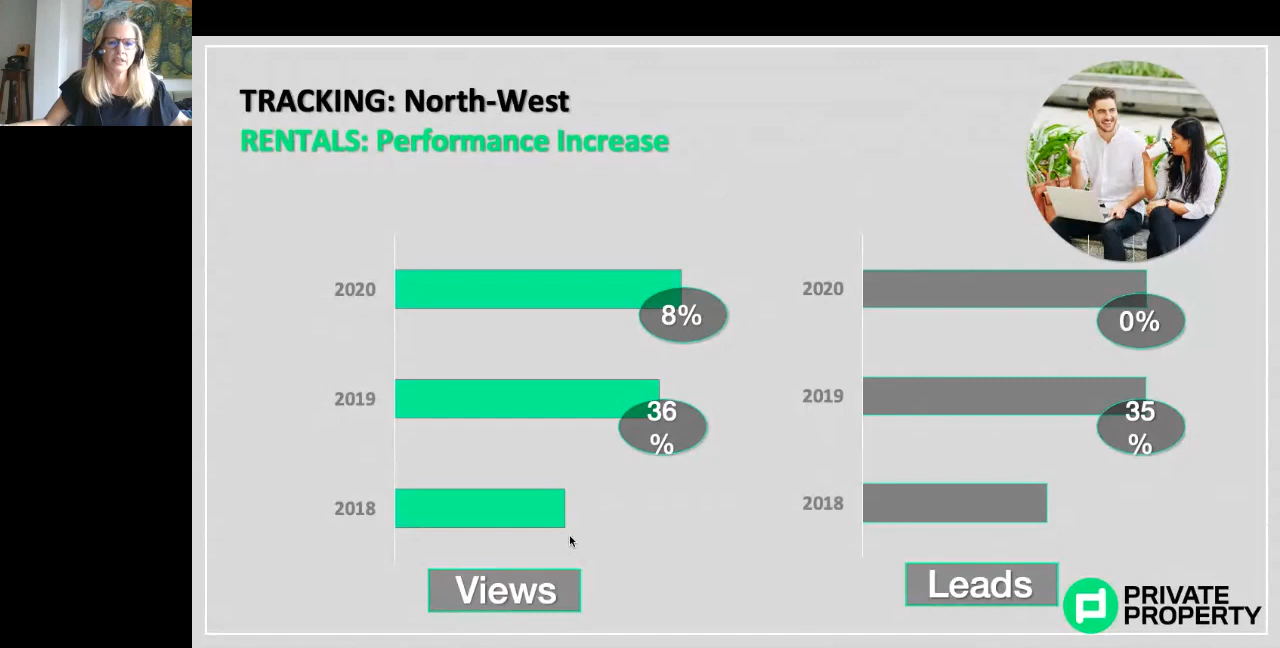 TRACKING: North-West
RENTALS: Performance Increase
2020
8%
2019
36
%
2018
Views
2020
0%
2019
35
%
2018
Leads
PRIVATE
PROPERTY